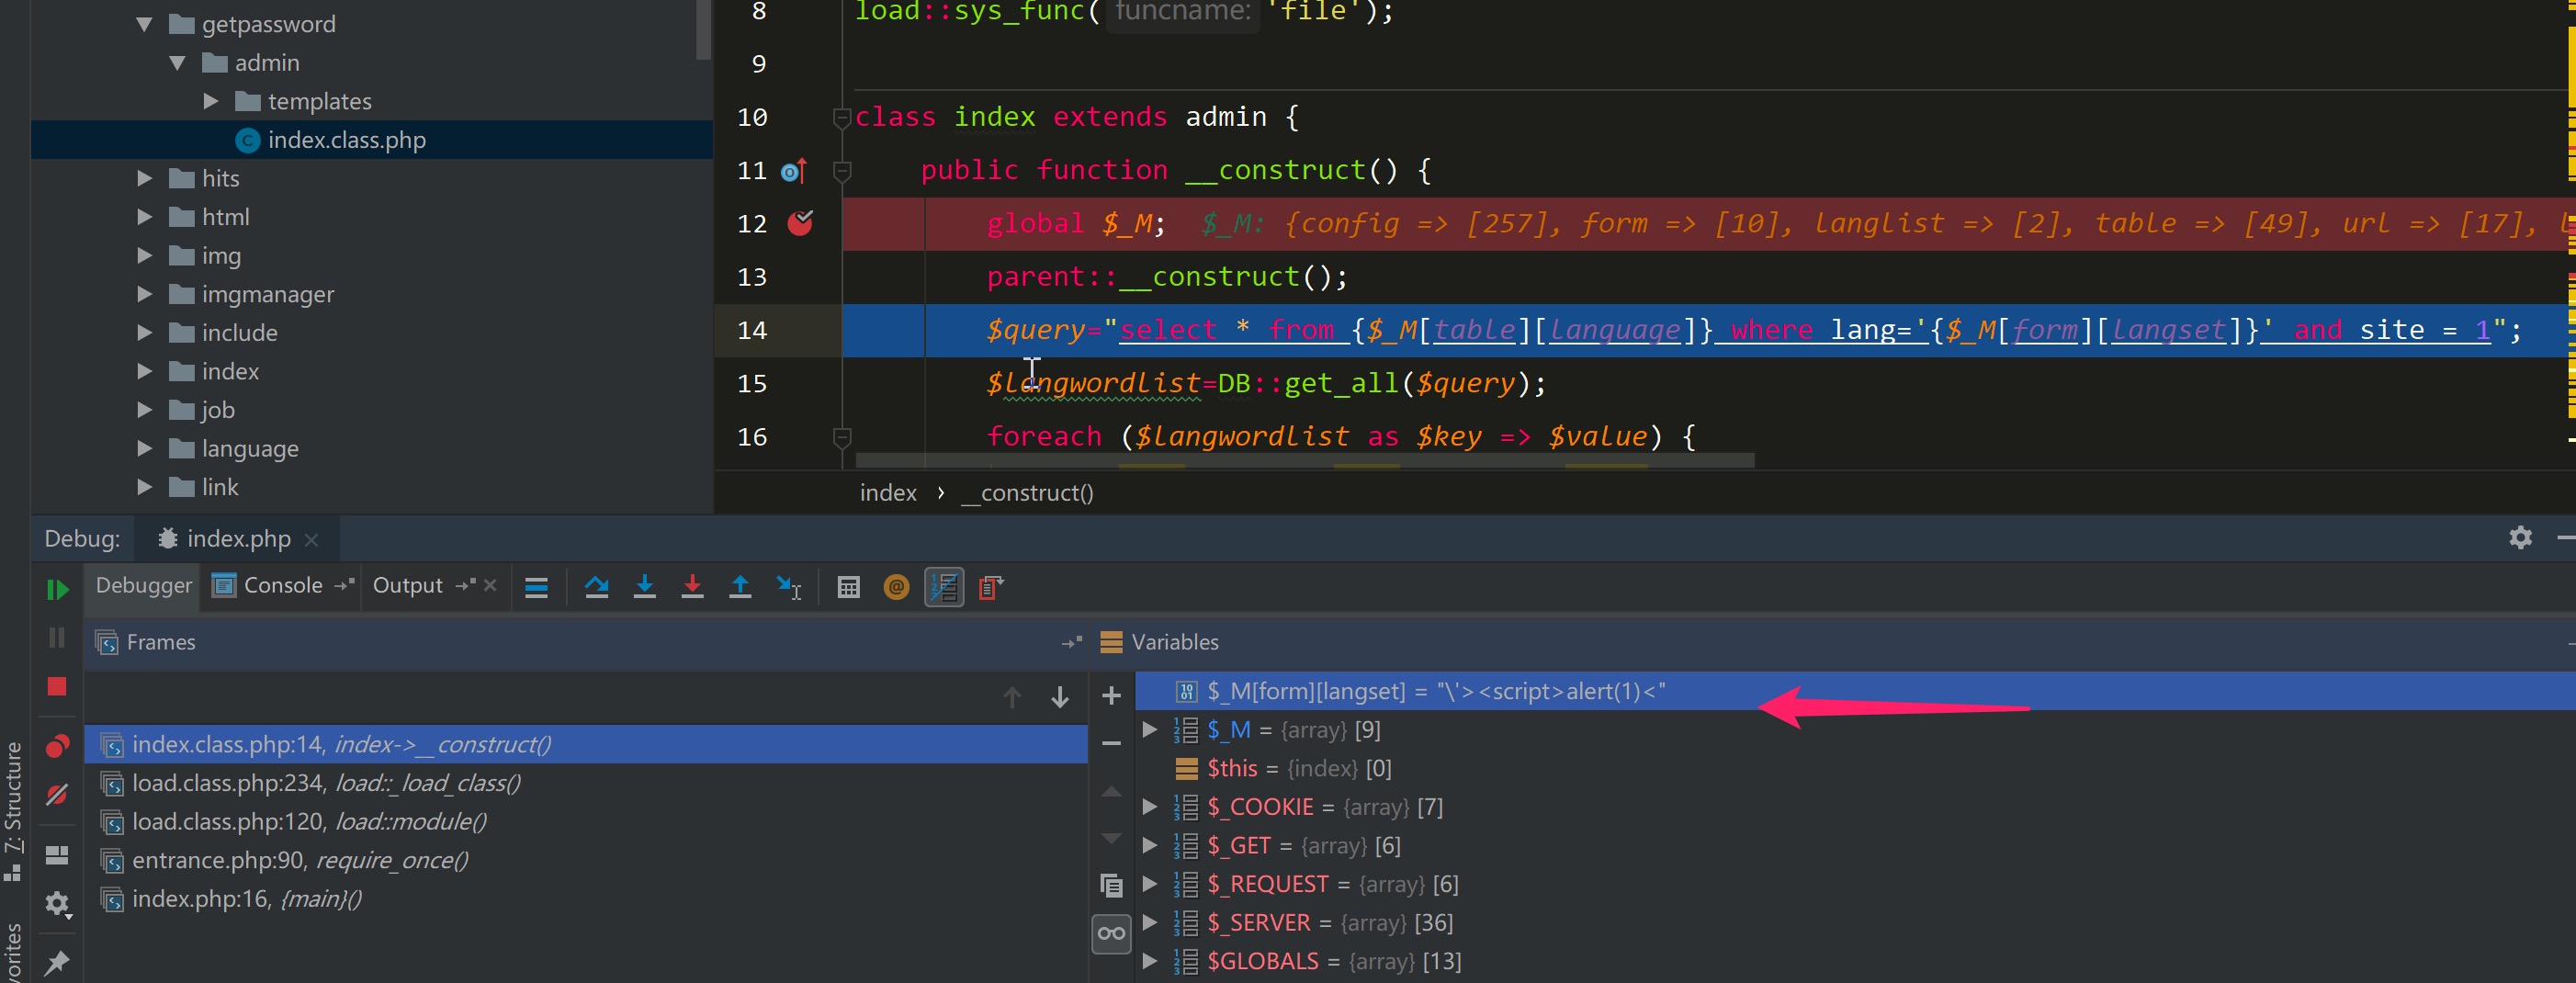 getpassword
admin
templates
index.class.php
hits
html
img
imgmanager
include
index
job
language
link
8 load::sys_func( funcname: 'file');
9
10 class index extends admin {
11 public function __construct() {
12 global $_M; $_M: {config => [257], form => [10], langlist => [2], table => [49], url => [17],
13 parent::__construct();
14 $query="select * from {$_M[table][language]} where lang='{$_M[form][langset]}' and site = 1";
15 $langwordlist=DB::get_all($query);
16 foreach ($langwordlist as $key => $value) {
index › __construct()
Debug: index.php ×
Debugger Console Output ×
Frames
index.class.php:14, index->__construct()
load.class.php:234, load::_load_class()
load.class.php:120, load::module()
entrance.php:90, require_once()
index.php:16, {main}()
Variables
$_M[form][langset] = "\'><script>alert(1)<"
$_M = {array} [9]
$this = {index} [0]
$_COOKIE = {array} [7]
$_GET = {array} [6]
$_REQUEST = {array} [6]
$_SERVER = {array} [36]
$GLOBALS = {array} [13]
7: Structure
vorites